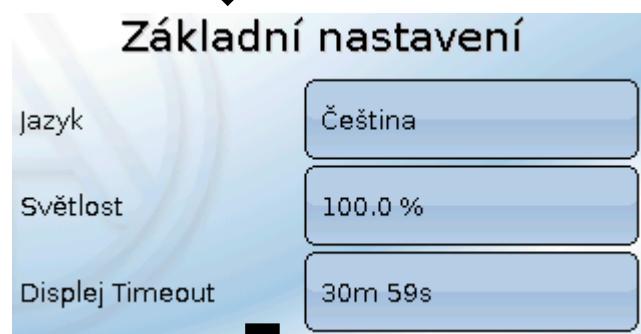 Základní nastavení
Jazyk
Čeština
Světlost
100.0 %
Displej Timeout
30m 59s